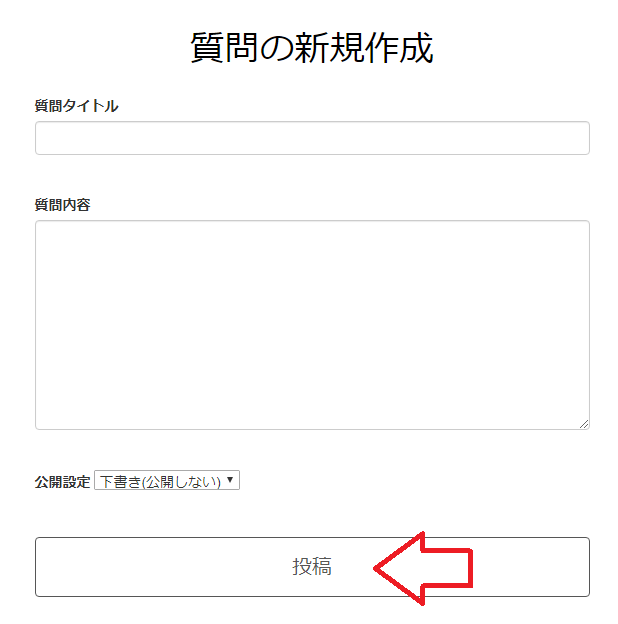 質問の新規作成
質問タイトル
質問内容
公開設定 下書き(公開しない)
投稿